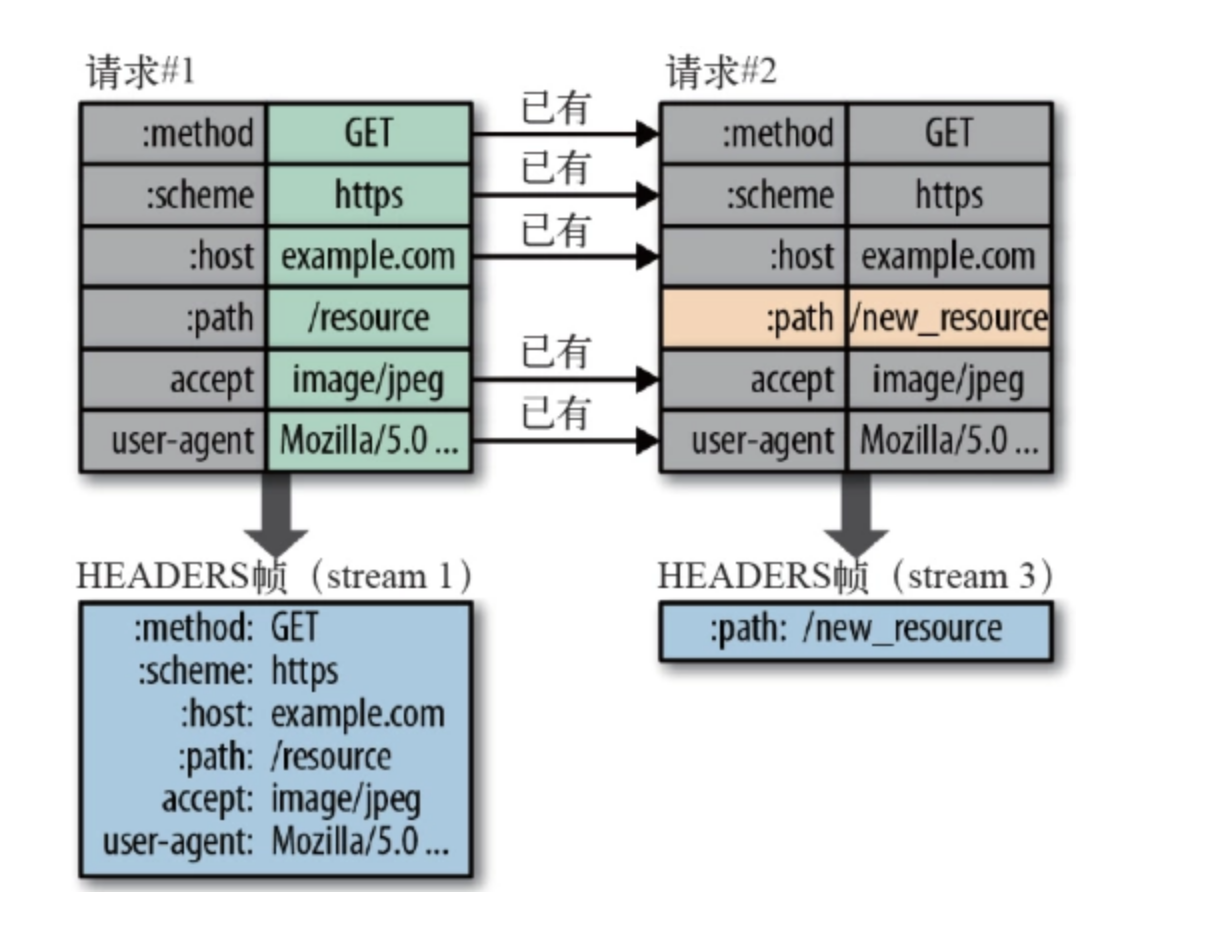 请求#1
:method GET
:scheme https
:host example.com
:path /resource
accept image/jpeg
user-agent Mozilla/5.0 ...
已有
已有
已有
已有
已有
请求#2
:method GET
:scheme https
:host example.com
:path /new_resource
accept image/jpeg
user-agent Mozilla/5.0 ...
HEADERS帧（stream 1）
:method: GET
:scheme: https
:host: example.com
:path: /resource
accept: image/jpeg
user-agent: Mozilla/5.0 ...
HEADERS帧（stream 3）
:path: /new_resource